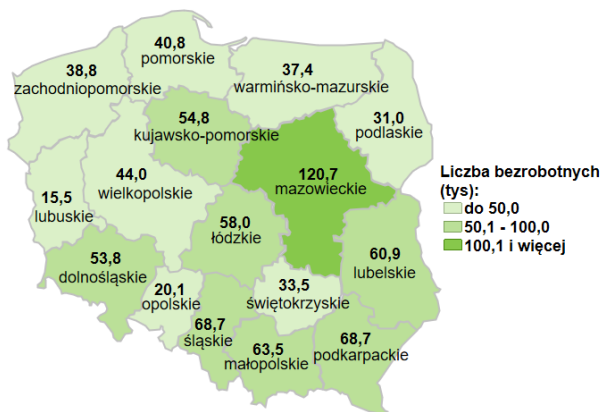 40,8
pomorskie
38,8
zachodniopomorskie
37,4
warmińsko-mazurskie
31,0
podlaskie
54,8
kujawsko-pomorskie
120,7
mazowieckie
44,0
wielkopolskie
15,5
lubuskie
58,0
łódzkie
53,8
dolnośląskie
60,9
lubelskie
20,1
opolskie
33,5
świętokrzyskie
68,7
śląskie
63,5
małopolskie
68,7
podkarpackie
Liczba bezrobotnych
(tys):
do 50,0
50,1 - 100,0
100,1 i więcej